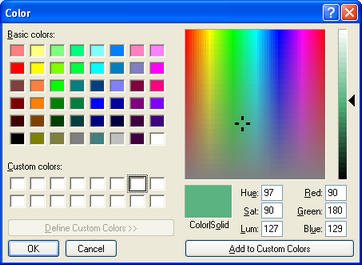 Color
Basic colors:
Custom colors:
Define Custom Colors >>
OK
Cancel
Color|Solid
Hue: 97
Sat: 90
Lum: 127
Red: 90
Green: 180
Blue: 129
Add to Custom Colors